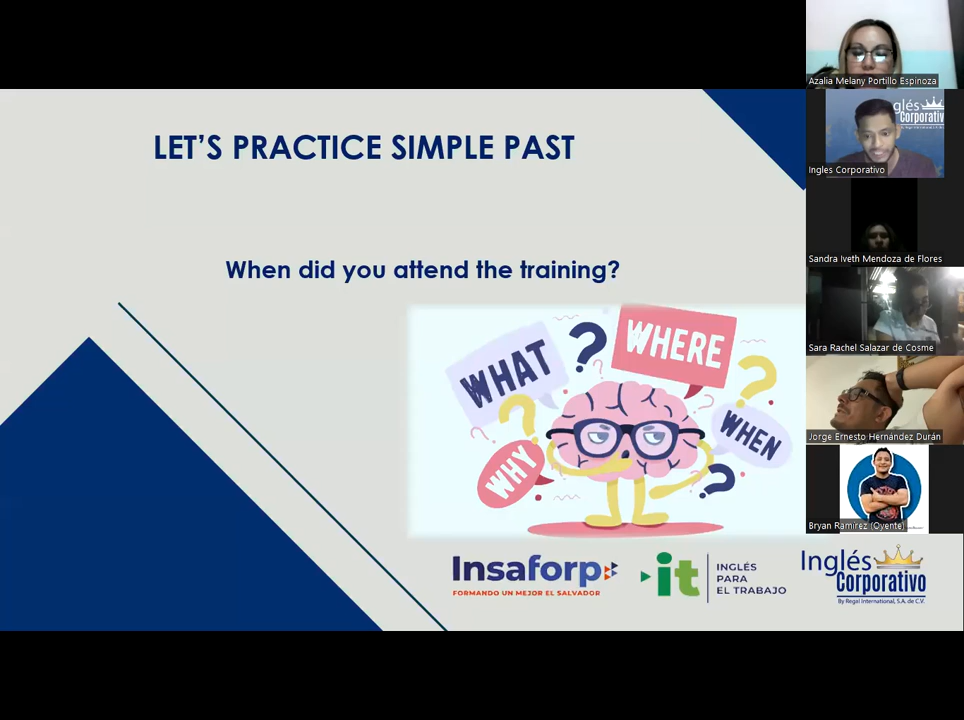 LET'S PRACTICE SIMPLE PAST
When did you attend the training?
WHAT
WHERE
WHY
WHEN
Insaforp
FORMANDO UN MEJOR EL SALVADOR
it
INGLÉS
PARA
EL TRABAJO
Inglés
Corporativo
By Regal International, S.A. de C.V.
Azalia Melany Portillo Espinoza
glés
Corporativo
Ingles Corporativo
Sandra Iveth Mendoza de Flores
Sara Rachel Salazar de Cosme
Jorge Ernesto Hernández Durán
Bryan Ramírez (Oyente)